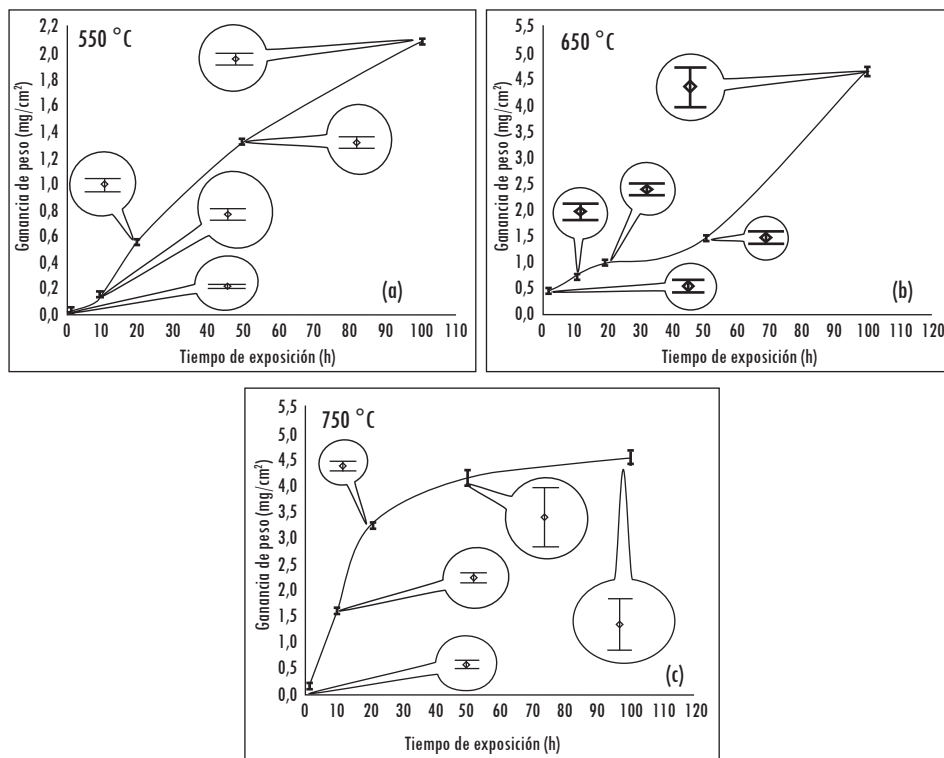 550 °C
2,2
2,0
1,8
1,6
1,4
1,2
1,0
0,8
0,6
0,4
0,2
0,0
Ganancia de peso (mg/cm²)
(a)
0 10 20 30 40 50 60 70 80 90 100 110
Tiempo de exposición (h)
650 °C
5,5
5,0
4,5
4,0
3,5
3,0
2,5
2,0
1,5
1,0
0,5
0,0
Ganancia de peso (mg/cm²)
(b)
0 10 20 30 40 50 60 70 80 90 100 110 120
Tiempo de exposición (h)
750 °C
5,5
5,0
4,5
4,0
3,5
3,0
2,5
2,0
1,5
1,0
0,5
0,0
Ganancia de peso (mg/cm²)
(c)
0 10 20 30 40 50 60 70 80 90 100 110 120
Tiempo de exposición (h)